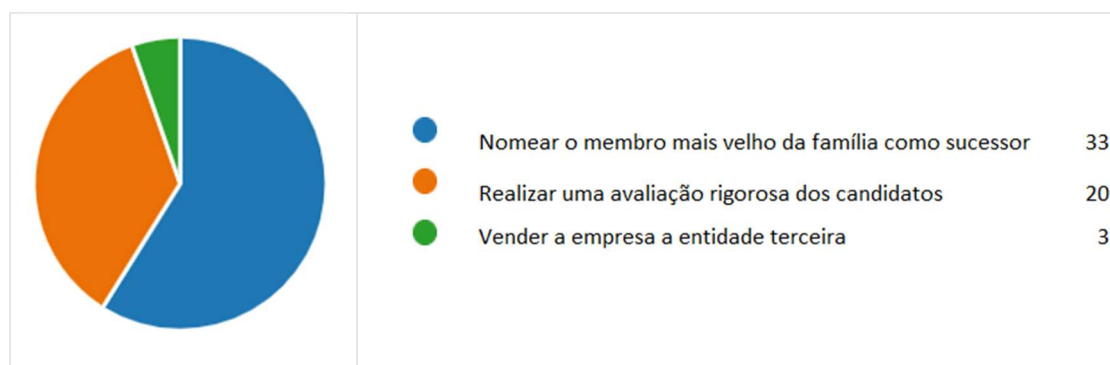 Nomear o membro mais velho da família como sucessor 33
Realizar uma avaliação rigorosa dos candidatos 20
Vender a empresa a entidade terceira 3